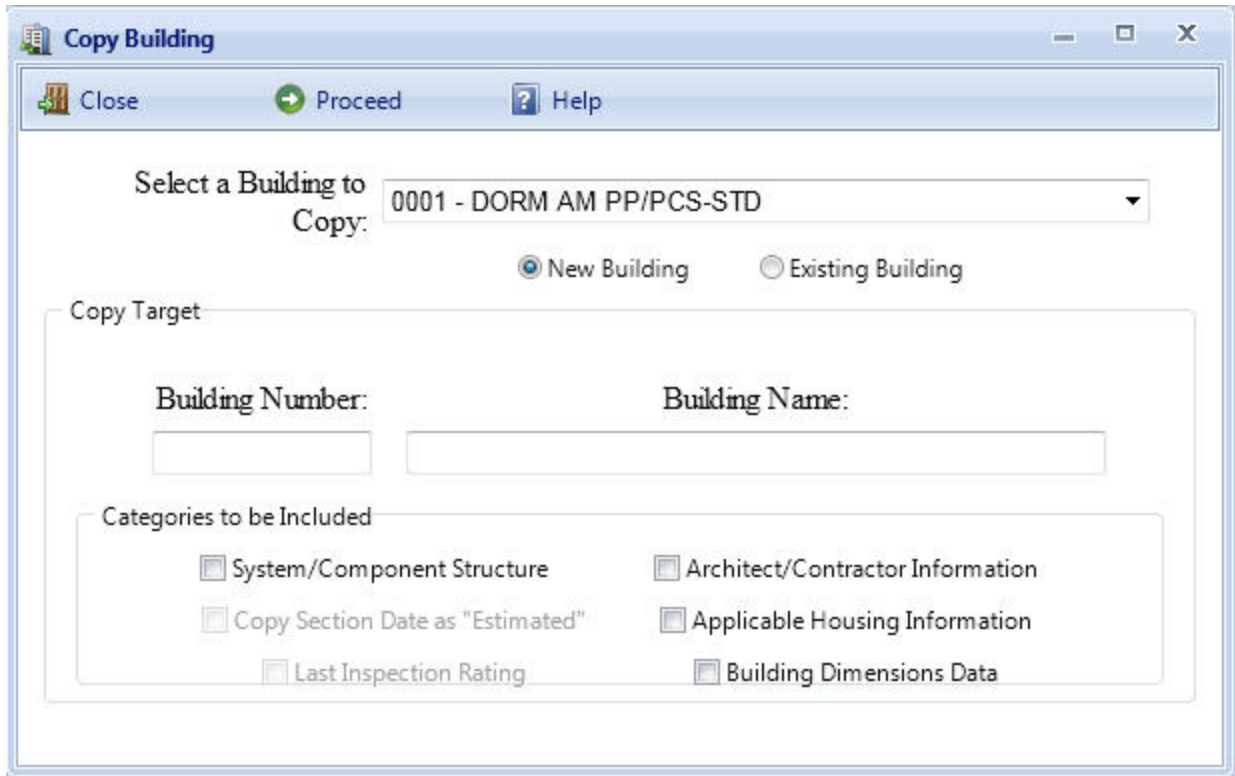 Copy Building
Close Proceed Help
Select a Building to
Copy:
0001 - DORM AM PP/PCS-STD
New Building Existing Building
Copy Target
Building Number: Building Name:
Categories to be Included
System/Component Structure Architect/Contractor Information
Copy Section Date as "Estimated" Applicable Housing Information
Last Inspection Rating Building Dimensions Data